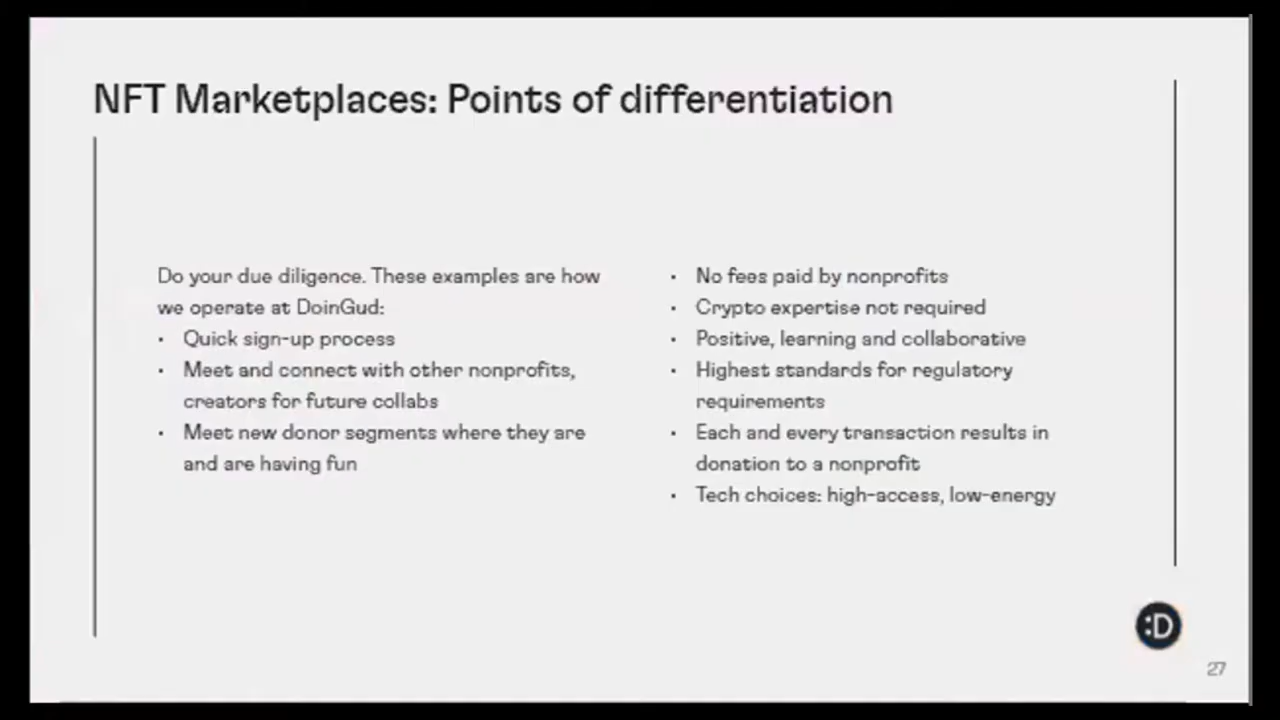 NFT Marketplaces: Points of differentiation
Do your due diligence. These examples are how
we operate at DoinGud:
• Quick sign-up process
• Meet and connect with other nonprofits,
creators for future collabs
• Meet new donor segments where they are
and are having fun
• No fees paid by nonprofits
• Crypto expertise not required
• Positive, learning and collaborative
• Highest standards for regulatory
requirements
• Each and every transaction results in
donation to a nonprofit
• Tech choices: high-access, low-energy
:D
27